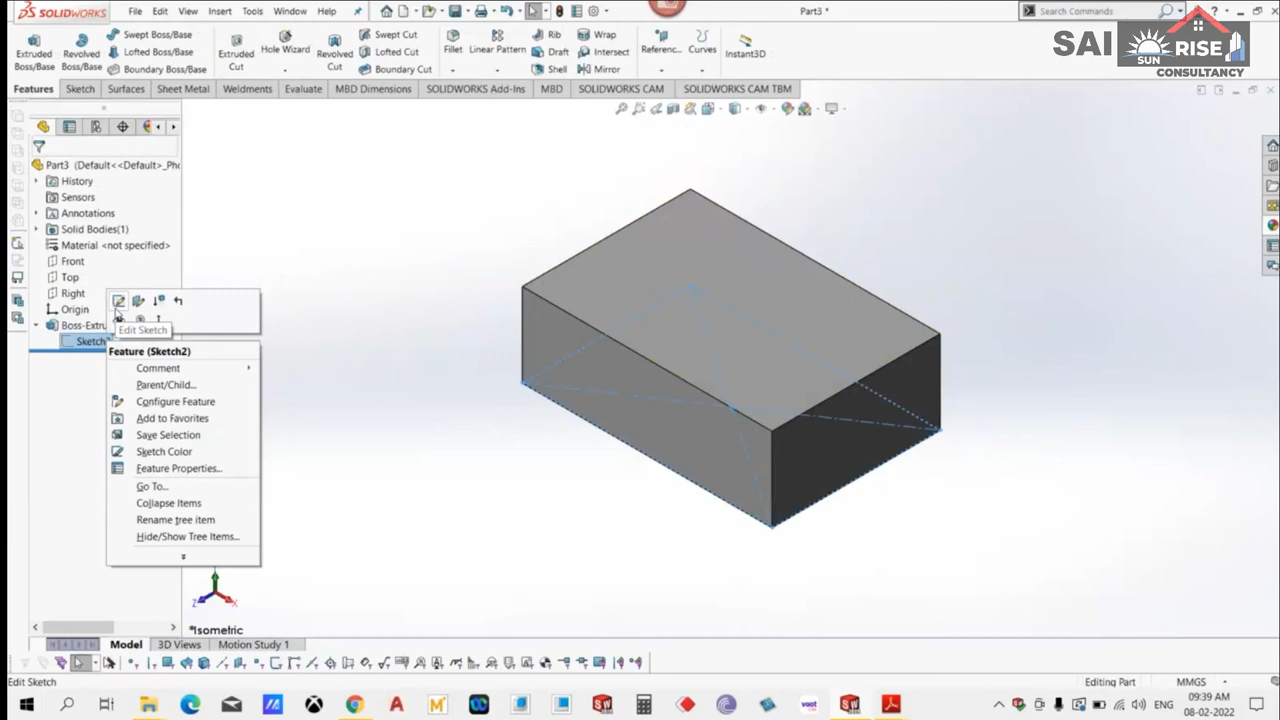 SOLIDWORKS
File Edit View Insert Tools Window Help
Part3 *
Search Commands
SAI SUN RISE
CONSULTANCY
Extruded Boss/Base
Revolved Boss/Base
Swept Boss/Base
Lofted Boss/Base
Boundary Boss/Base
Extruded Cut
Hole Wizard
Revolved Cut
Swept Cut
Lofted Cut
Boundary Cut
Fillet
Linear Pattern
Rib
Draft
Shell
Wrap
Intersect
Mirror
Referenc...
Curves
Instant3D
Features Sketch Surfaces Sheet Metal Weldments Evaluate MBD Dimensions SOLIDWORKS Add-Ins MBD SOLIDWORKS CAM SOLIDWORKS CAM TBM
Part3 (Default<<Default>_Pho
History
Sensors
Annotations
Solid Bodies(1)
Material <not specified>
Front
Top
Right
Origin
Boss-Extru
Sketch2
Edit Sketch
Feature (Sketch2)
Comment
Parent/Child...
Configure Feature
Add to Favorites
Save Selection
Sketch Color
Feature Properties...
Go To...
Collapse Items
Rename tree item
Hide/Show Tree Items...
Z X
*Isometric
Model 3D Views Motion Study 1
Edit Sketch
Editing Part MMGS
ENG
09:39 AM
08-02-2022